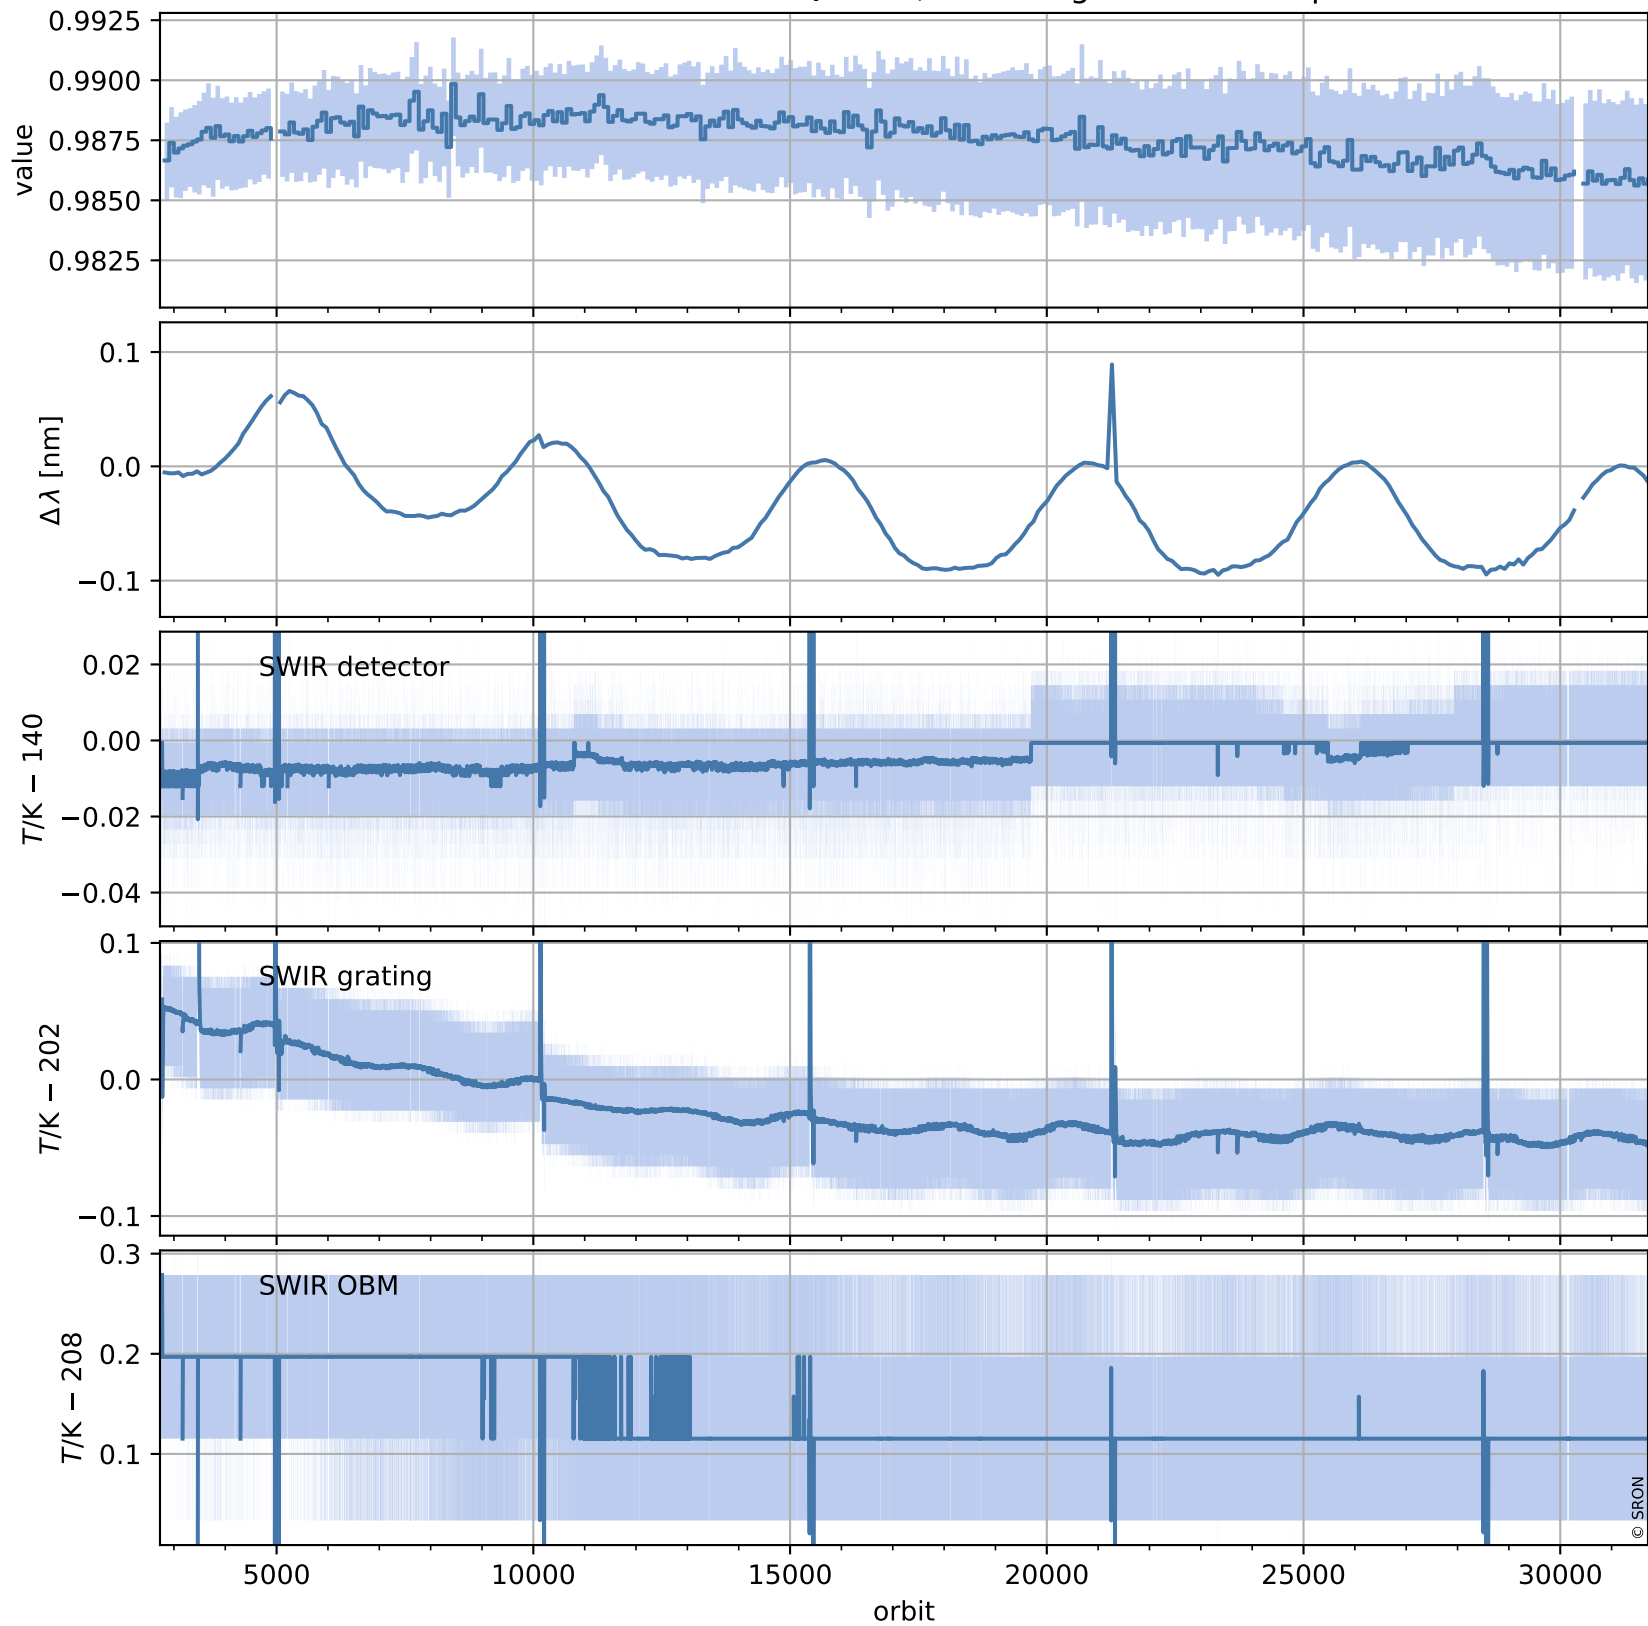 0.9925
0.9900
0.9875
0.9850
0.9825
value
0.1
0.0
−0.1
Δλ [nm]
SWIR detector
0.02
0.00
−0.02
−0.04
T/K − 140
SWIR grating
0.1
0.0
−0.1
T/K − 202
SWIR OBM
0.3
0.2
0.1
T/K − 208
© SRON
5000 10000 15000 20000 25000 30000
orbit